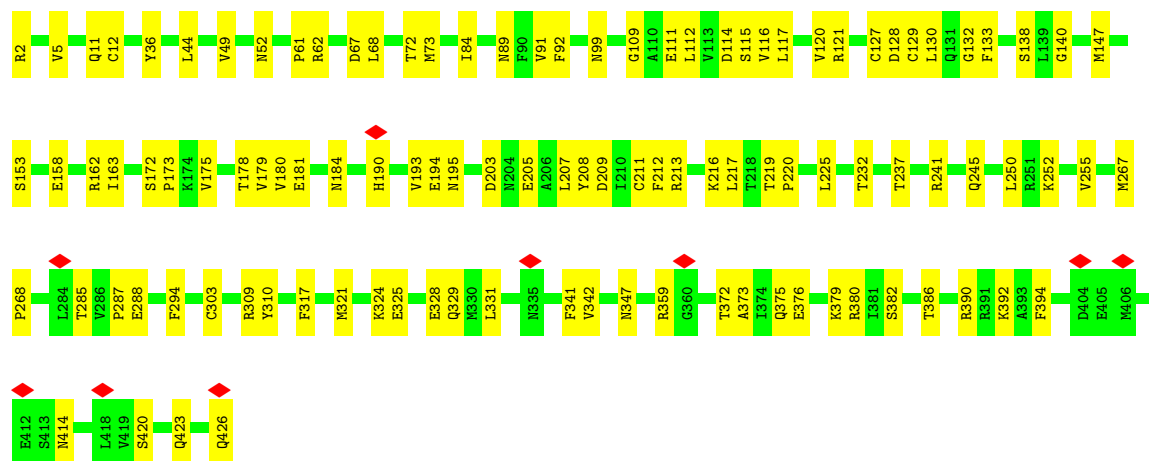 R2 V5 Q11 C12 Y36 L44 V49 N52 P61 R62 D67 L68 T72 M73 I84 N89 F90 V91 F92 N99 G109 A110 E111 L112 V113 D114 S115 V116 L117 V120 R121 C127 D128 C129 L130 Q131 G132 F133 S138 L139 G140 M147
S153 E158 R162 I163 S172 P173 K174 V175 T178 V179 V180 E181 N184 H190 V193 E194 N195 D203 N204 E205 A206 L207 Y208 D209 I210 C211 F212 R213 K216 L217 T218 T219 P220 L225 T232 T237 R241 Q245 L250 R251 K252 V255 M267
P268 L284 T285 V286 P287 E288 F294 C303 R309 Y310 F317 M321 K324 E325 E328 Q329 M330 L331 N335 F341 V342 N347 R359 G360 T372 A373 I374 Q375 E376 K379 R380 I381 S382 T386 R390 R391 K392 A393 F394 D404 E405 M406
E412 S413 N414 L418 V419 S420 Q423 Q426